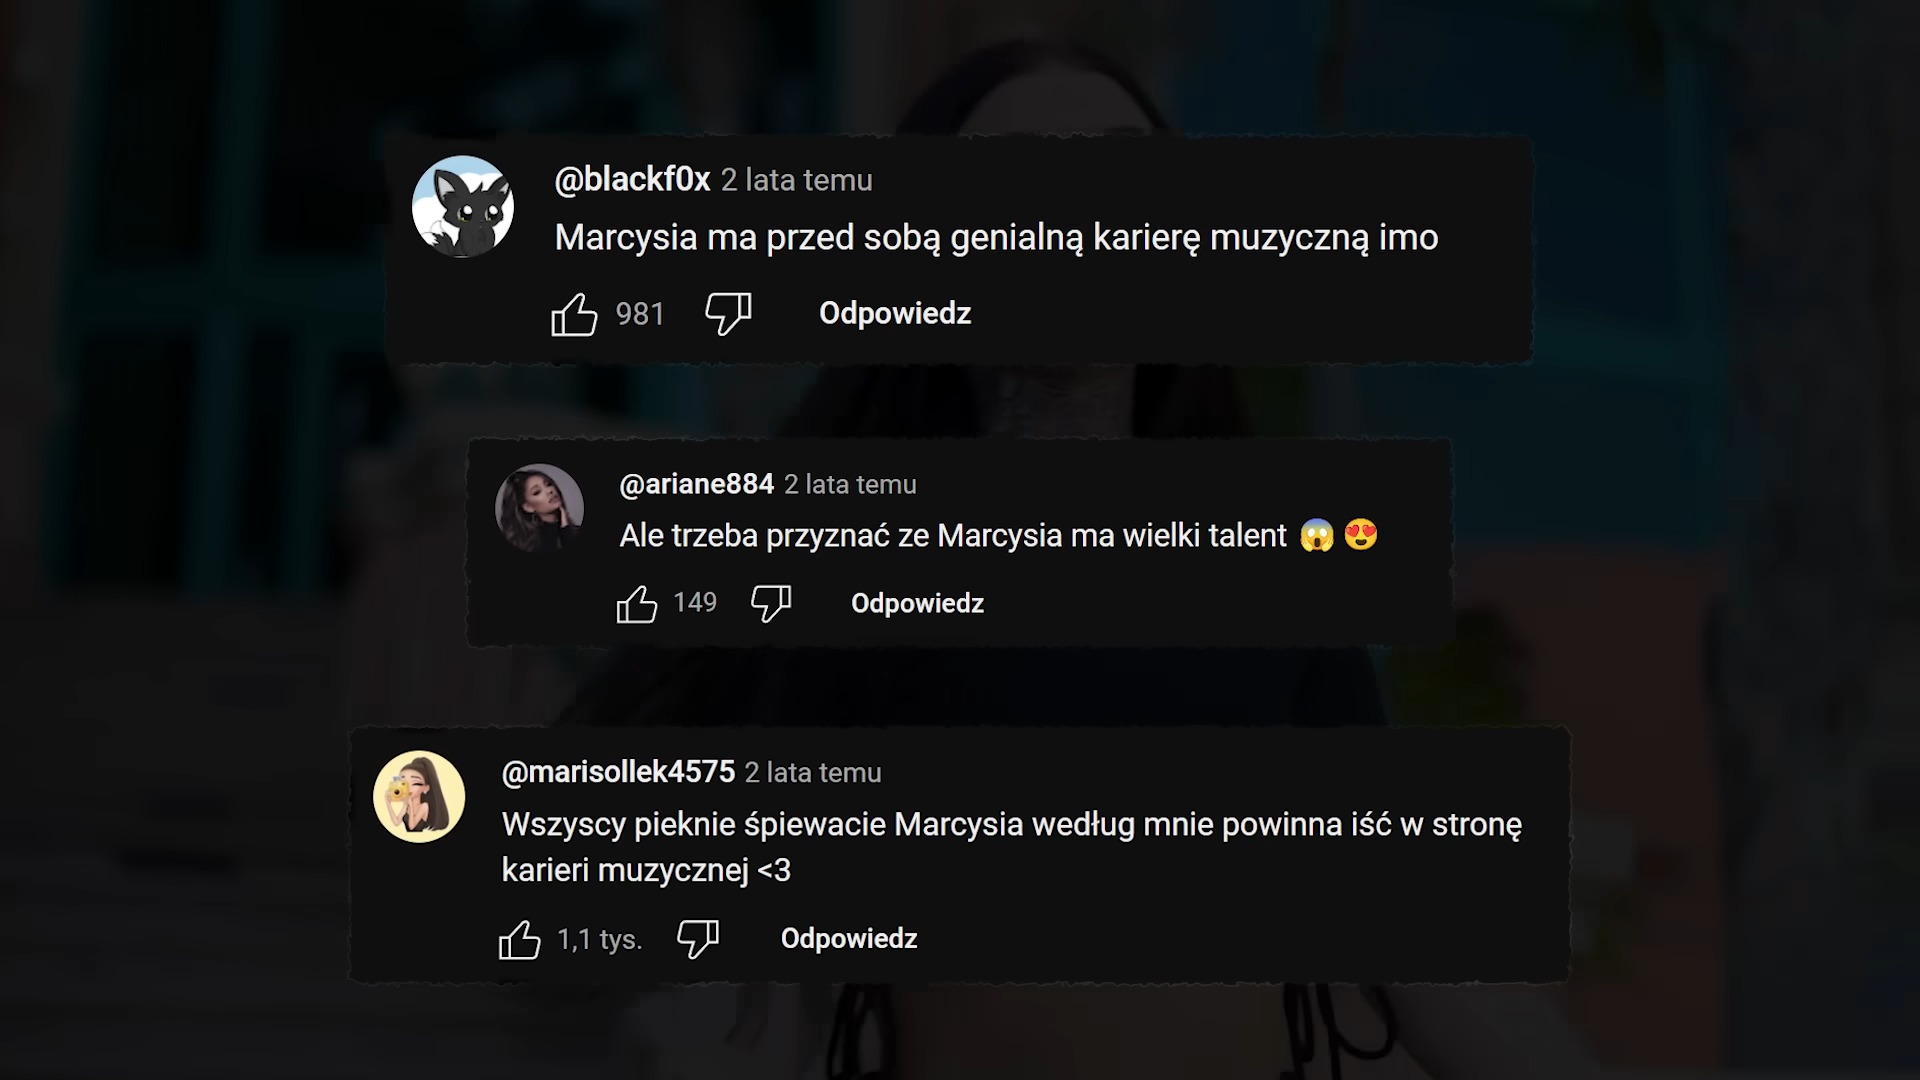 @blackf0x 2 lata temu
Marcysia ma przed sobą genialną karierę muzyczną imo
981 Odpowiedz
@ariane884 2 lata temu
Ale trzeba przyznać ze Marcysia ma wielki talent 😱😍
149 Odpowiedz
@marisollek4575 2 lata temu
Wszyscy pieknie śpiewacie Marcysia według mnie powinna iść w stronę
karieri muzycznej <3
1,1 tys. Odpowiedz